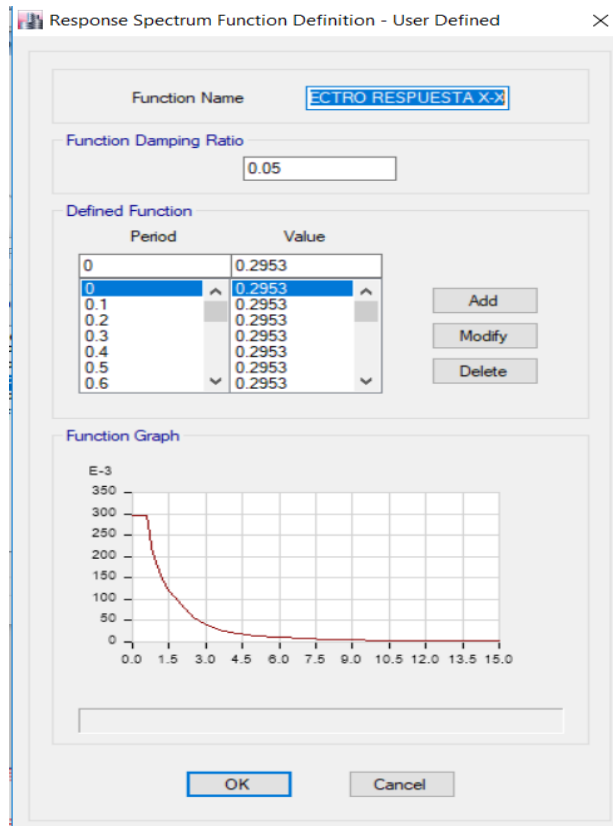 Response Spectrum Function Definition - User Defined
Function Name ECTRO RESPUESTA X-X
Function Damping Ratio
0.05
Defined Function
Period Value
0 0.2953
0 0.2953
0.1 0.2953
0.2 0.2953
0.3 0.2953
0.4 0.2953
0.5 0.2953
0.6 0.2953
Add
Modify
Delete
Function Graph
E-3
350
300
250
200
150
100
50
0
0.0 1.5 3.0 4.5 6.0 7.5 9.0 10.5 12.0 13.5 15.0
OK Cancel